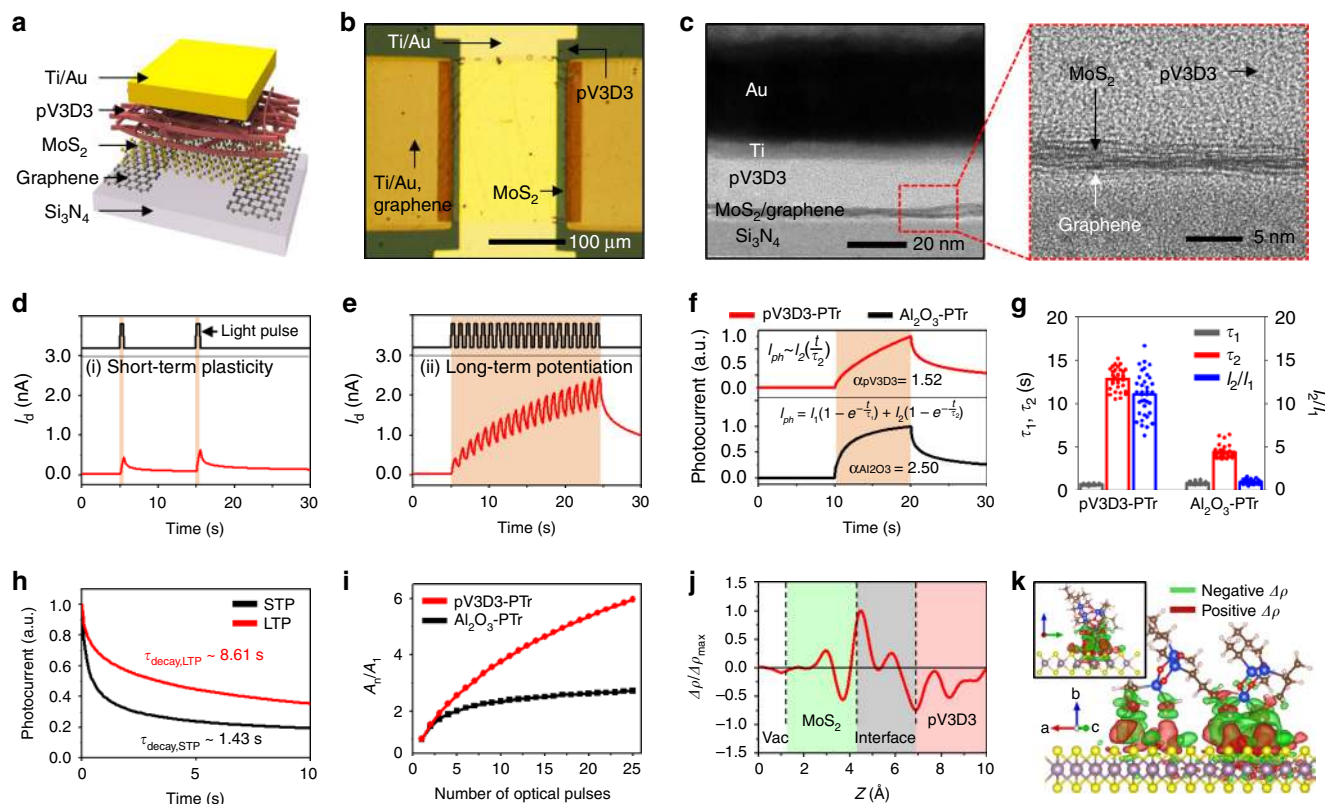 a
Ti/Au
pV3D3
MoS2
Graphene
Si3N4
b
Ti/Au
pV3D3
Ti/Au,
graphene
MoS2
100 μm
c
Au
Ti
pV3D3
MoS2/graphene
Si3N4
20 nm
MoS2
pV3D3
Graphene
5 nm
d
Light pulse
(i) Short-term plasticity
3.0
2.0
1.0
0.0
Id (nA)
0 5 10 15 20 25 30
Time (s)
e
(ii) Long-term potentiation
3.0
2.0
1.0
0.0
Id (nA)
0 5 10 15 20 25 30
Time (s)
f
pV3D3-PTr
Al2O3-PTr
Iph~I2(t/τ2)
αpV3D3= 1.52
Iph = I1(1 − e−t/τ1) + I2(1 − e−t/τ2)
αAl2O3= 2.50
1.0
0.5
0.0
1.0
0.5
0.0
Photocurrent (a.u.)
0 10 20 30
Time (s)
g
τ1
τ2
I2/I1
20
15
10
5
0
τ1, τ2 (s)
20
15
10
5
0
I2/I1
pV3D3-PTr
Al2O3-PTr
h
STP
LTP
τdecay,LTP ~ 8.61 s
τdecay,STP ~ 1.43 s
1.0
0.8
0.6
0.4
0.2
0.0
Photocurrent (a.u.)
0 5 10
Time (s)
i
pV3D3-PTr
Al2O3-PTr
6
4
2
0
An/A1
0 5 10 15 20 25
Number of optical pulses
j
1.5
1.0
0.5
0.0
−0.5
−1.0
−1.5
Δρ/Δρmax
Vac
MoS2
Interface
pV3D3
0 2 4 6 8 10
Z (Å)
k
Negative Δρ
Positive Δρ
b
a
c